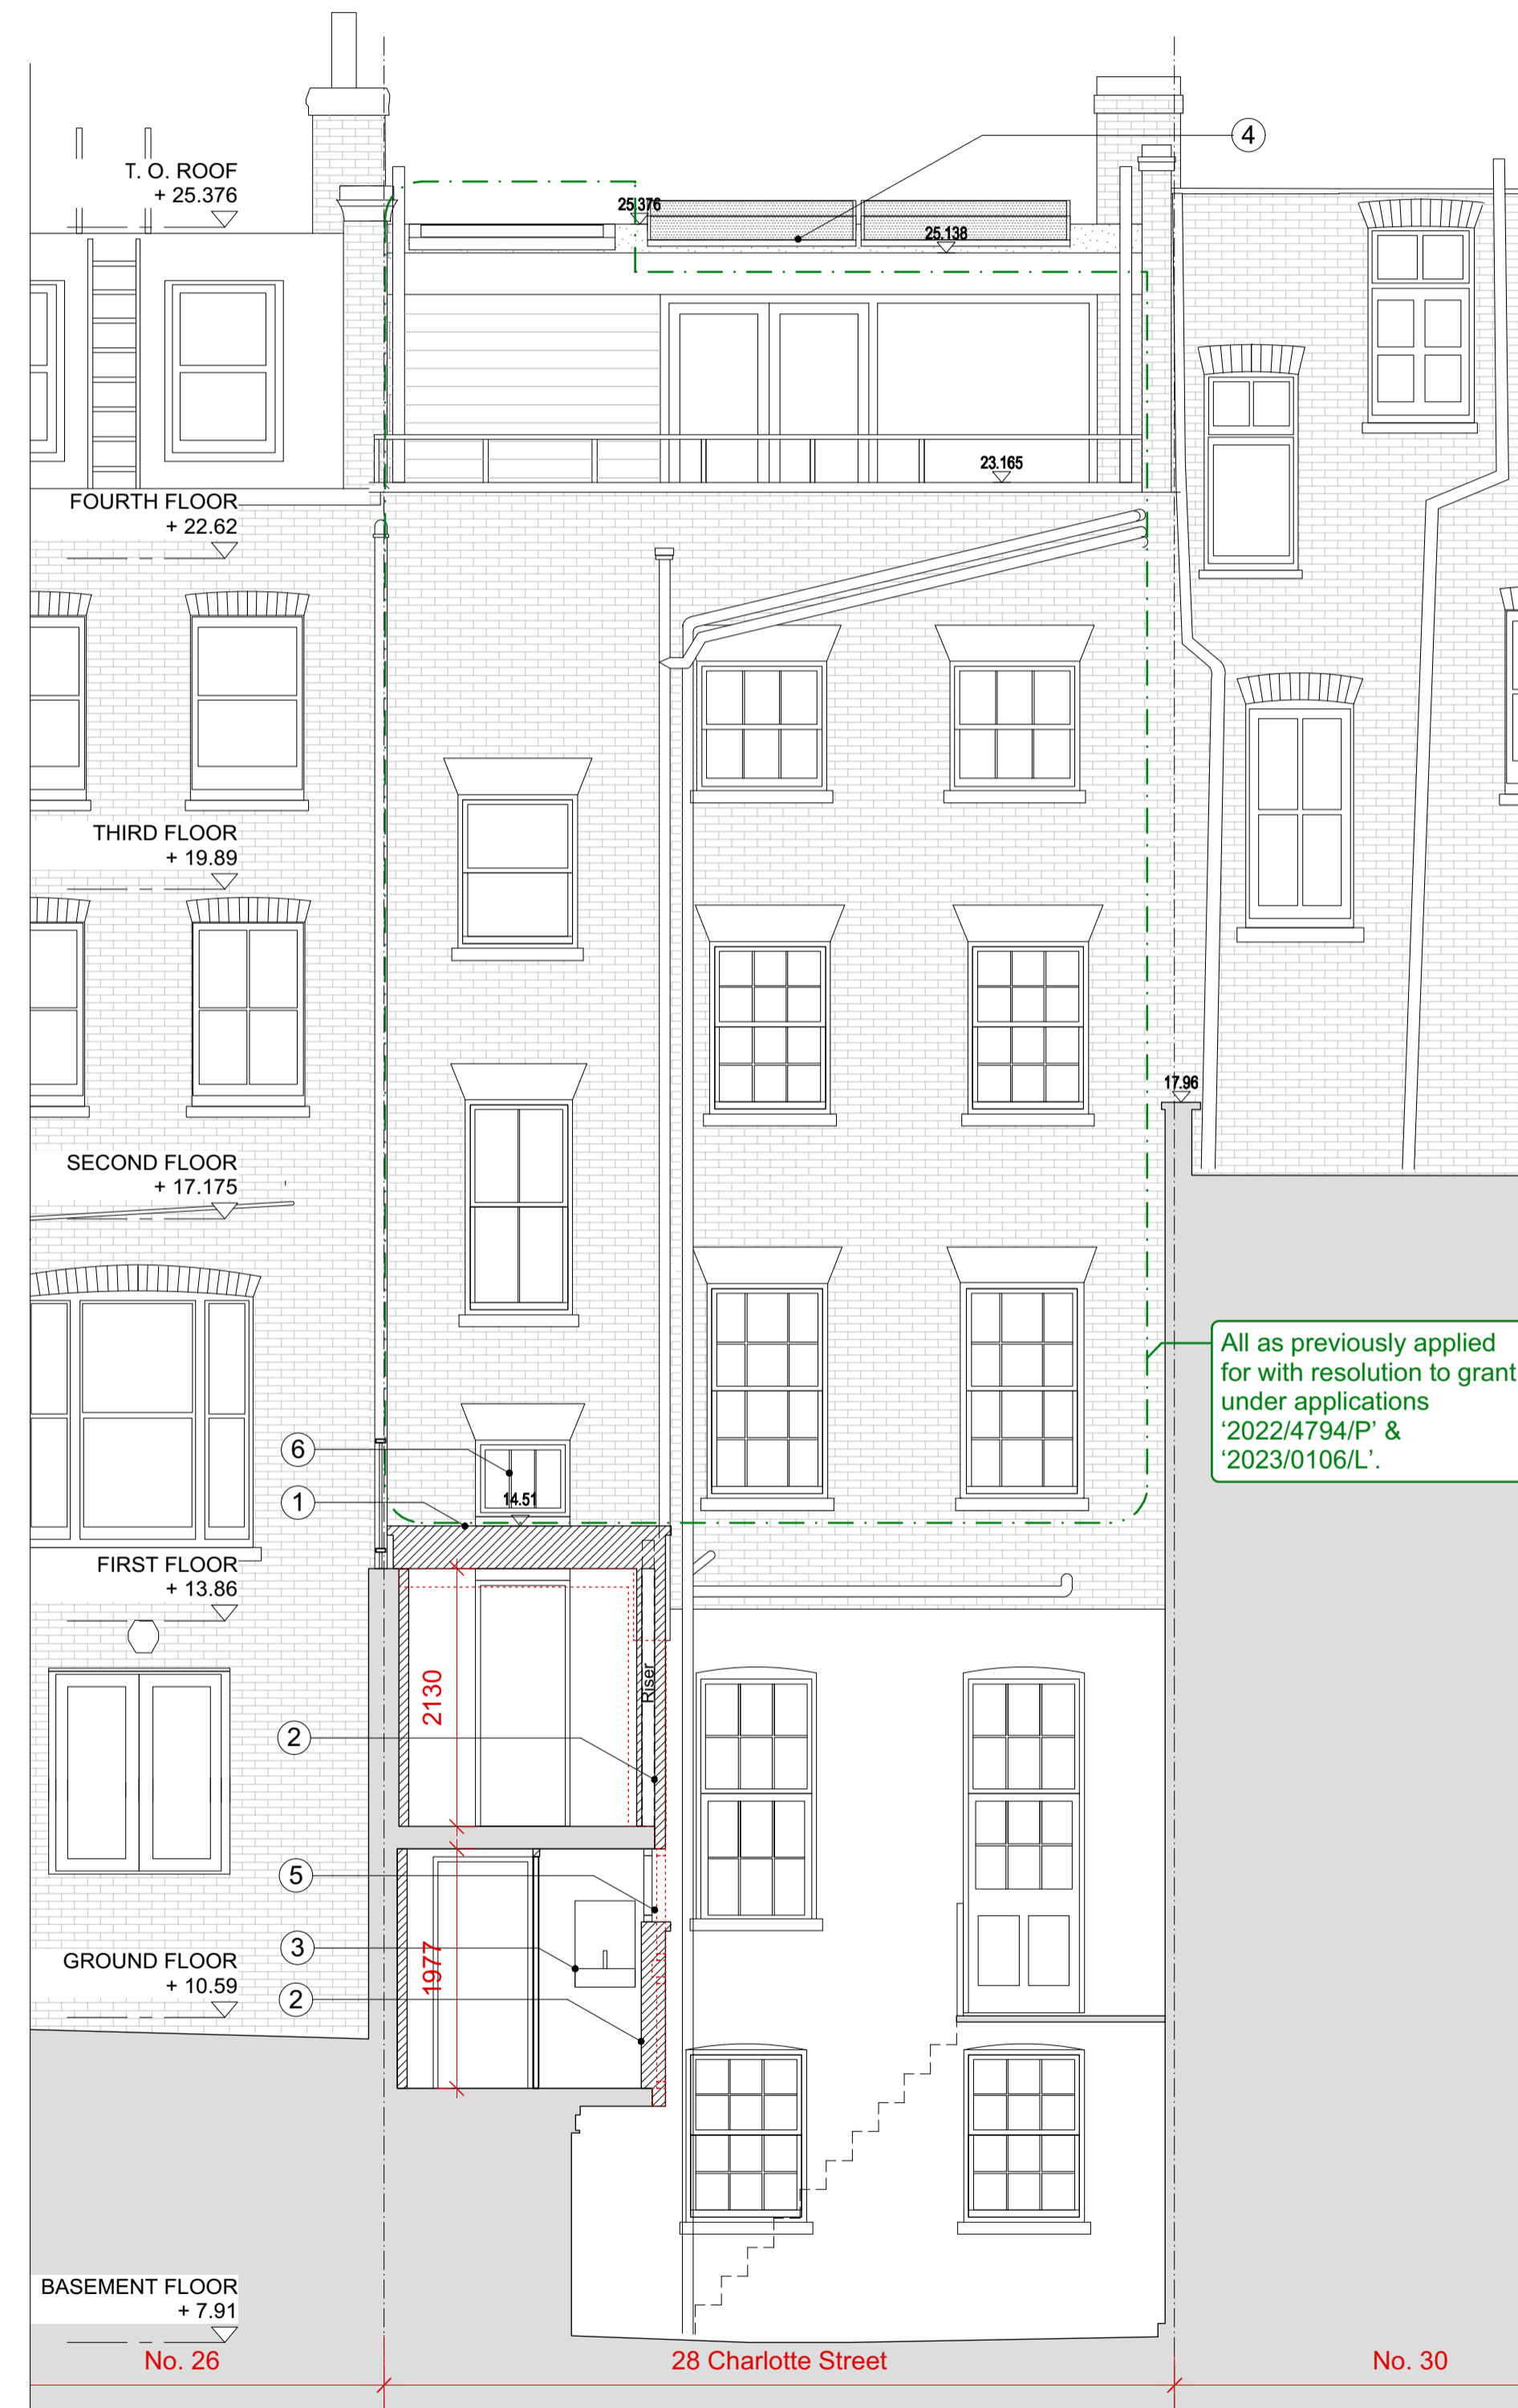 4
T. O. ROOF
+ 25.376
25.376
25.138
23.165
FOURTH FLOOR
+ 22.62
THIRD FLOOR
+ 19.89
17.96
SECOND FLOOR
+ 17.175
All as previously applied
for with resolution to grant
under applications
‘2022/4794/P’ &
‘2023/0106/L’.
6
1
14.51
FIRST FLOOR
+ 13.86
2130
Riser
2
5
3
1977
GROUND FLOOR
+ 10.59
2
BASEMENT FLOOR
+ 7.91
No. 26
28 Charlotte Street
No. 30